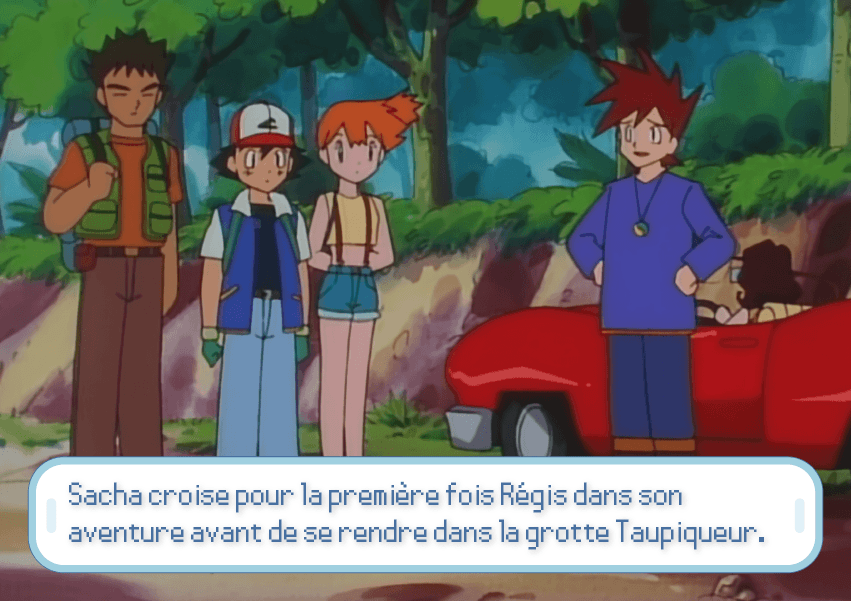 Sacha croise pour la première fois Régis dans son
aventure avant de se rendre dans la grotte Taupiqueur.